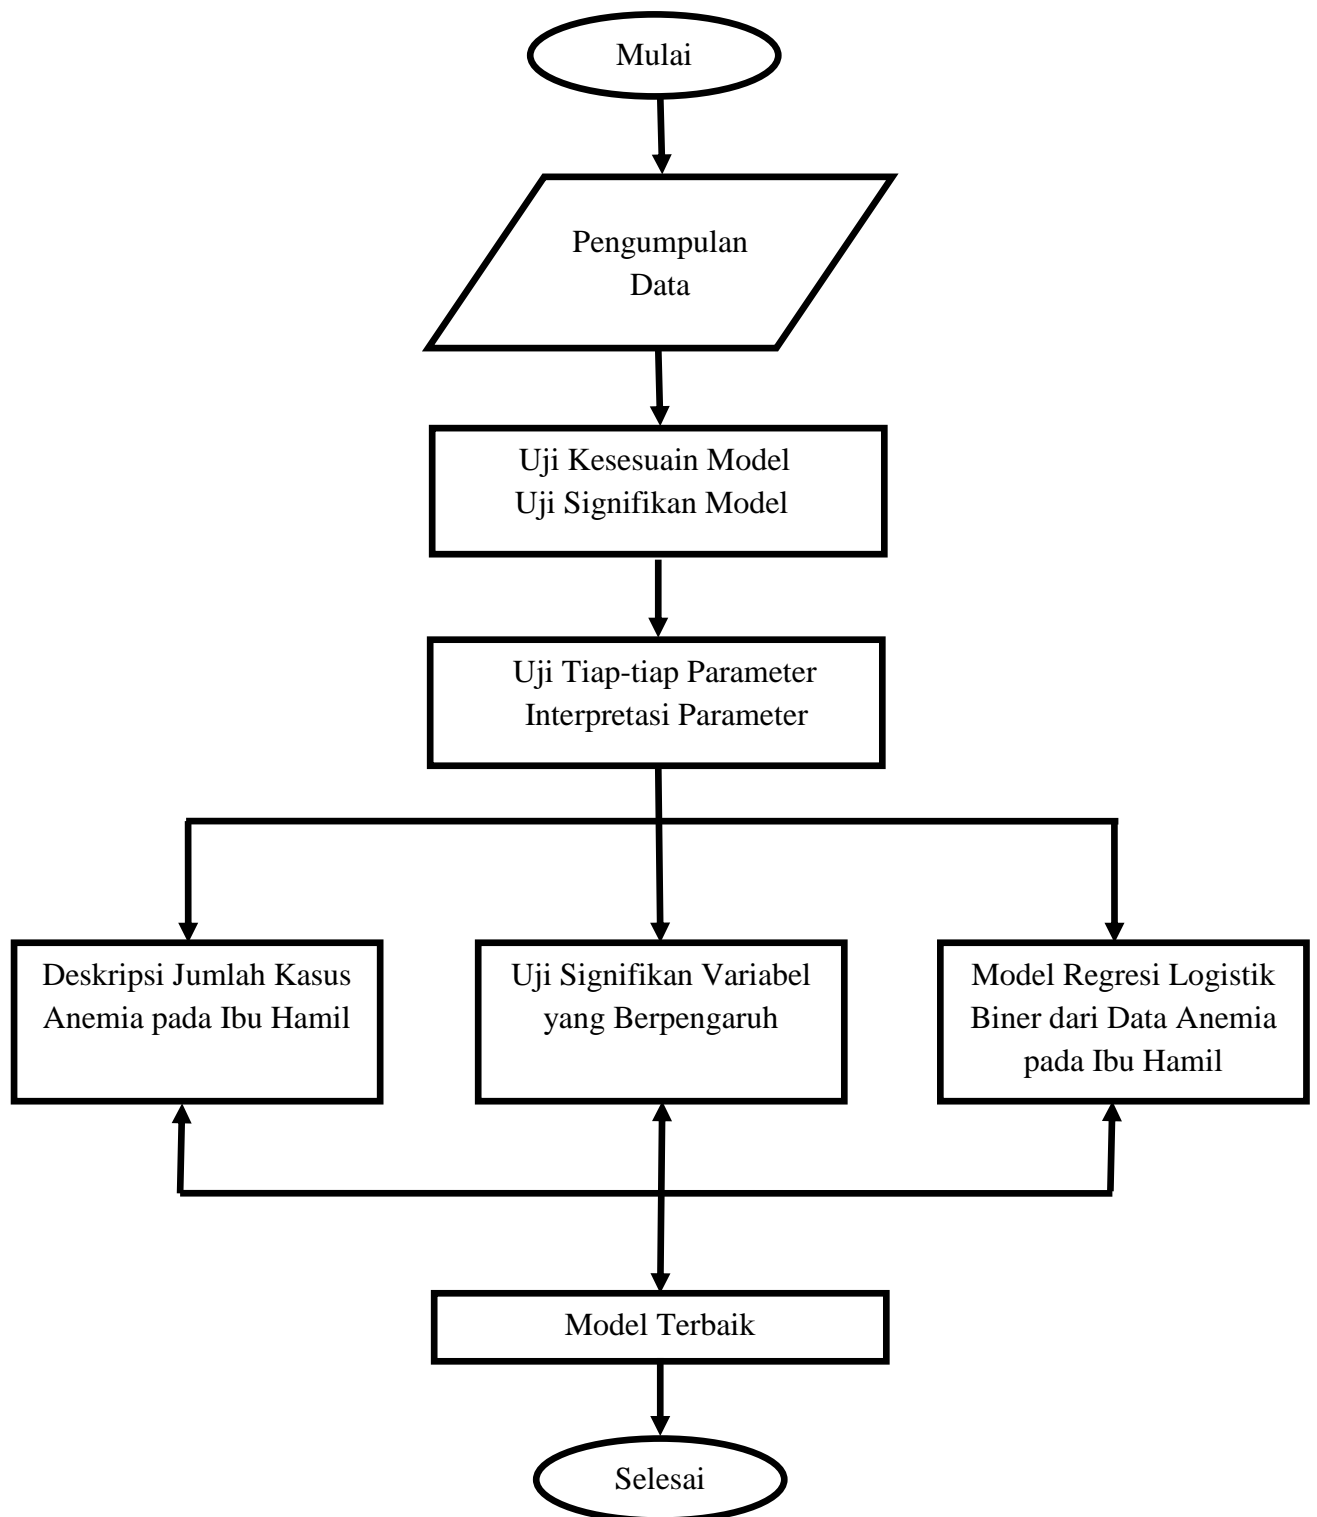 Mulai
Pengumpulan
Data
Uji Kesesuain Model
Uji Signifikan Model
Uji Tiap-tiap Parameter
Interpretasi Parameter
Deskripsi Jumlah Kasus
Anemia pada Ibu Hamil
Uji Signifikan Variabel
yang Berpengaruh
Model Regresi Logistik
Biner dari Data Anemia
pada Ibu Hamil
Model Terbaik
Selesai